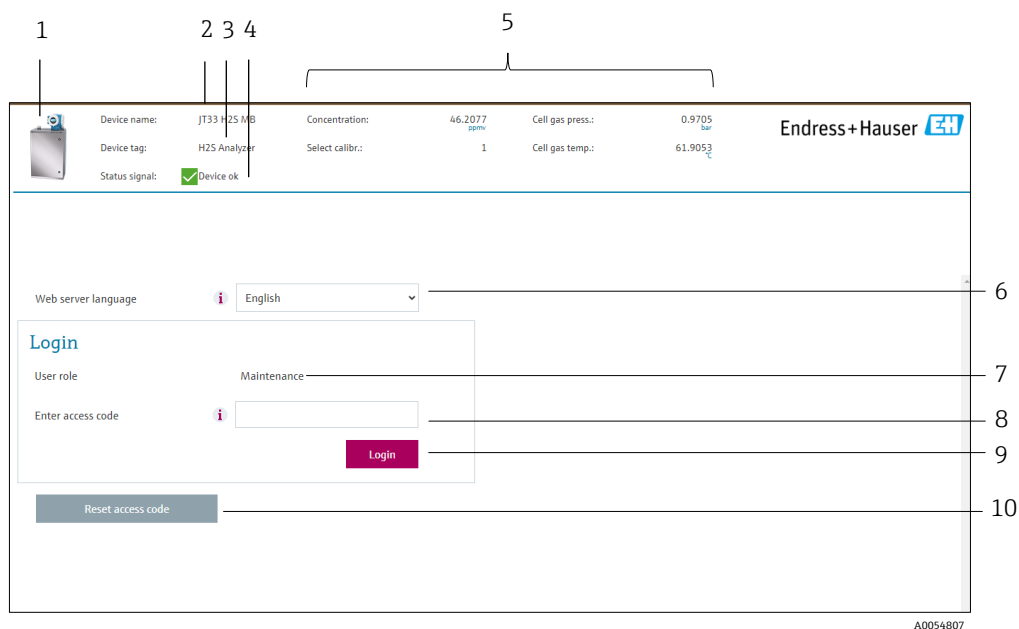 1 2 3 4 5
Device name: JT33 H2S MB Concentration: 46.2077 ppmv Cell gas press.: 0.9705 bar
Endress+Hauser EH
Device tag: H2S Analyzer Select calibr.: 1 Cell gas temp.: 61.9053 °C
Status signal: Device ok
Web server language i English 6
Login
User role Maintenance 7
Enter access code i 8
Login 9
Reset access code 10
A0054807